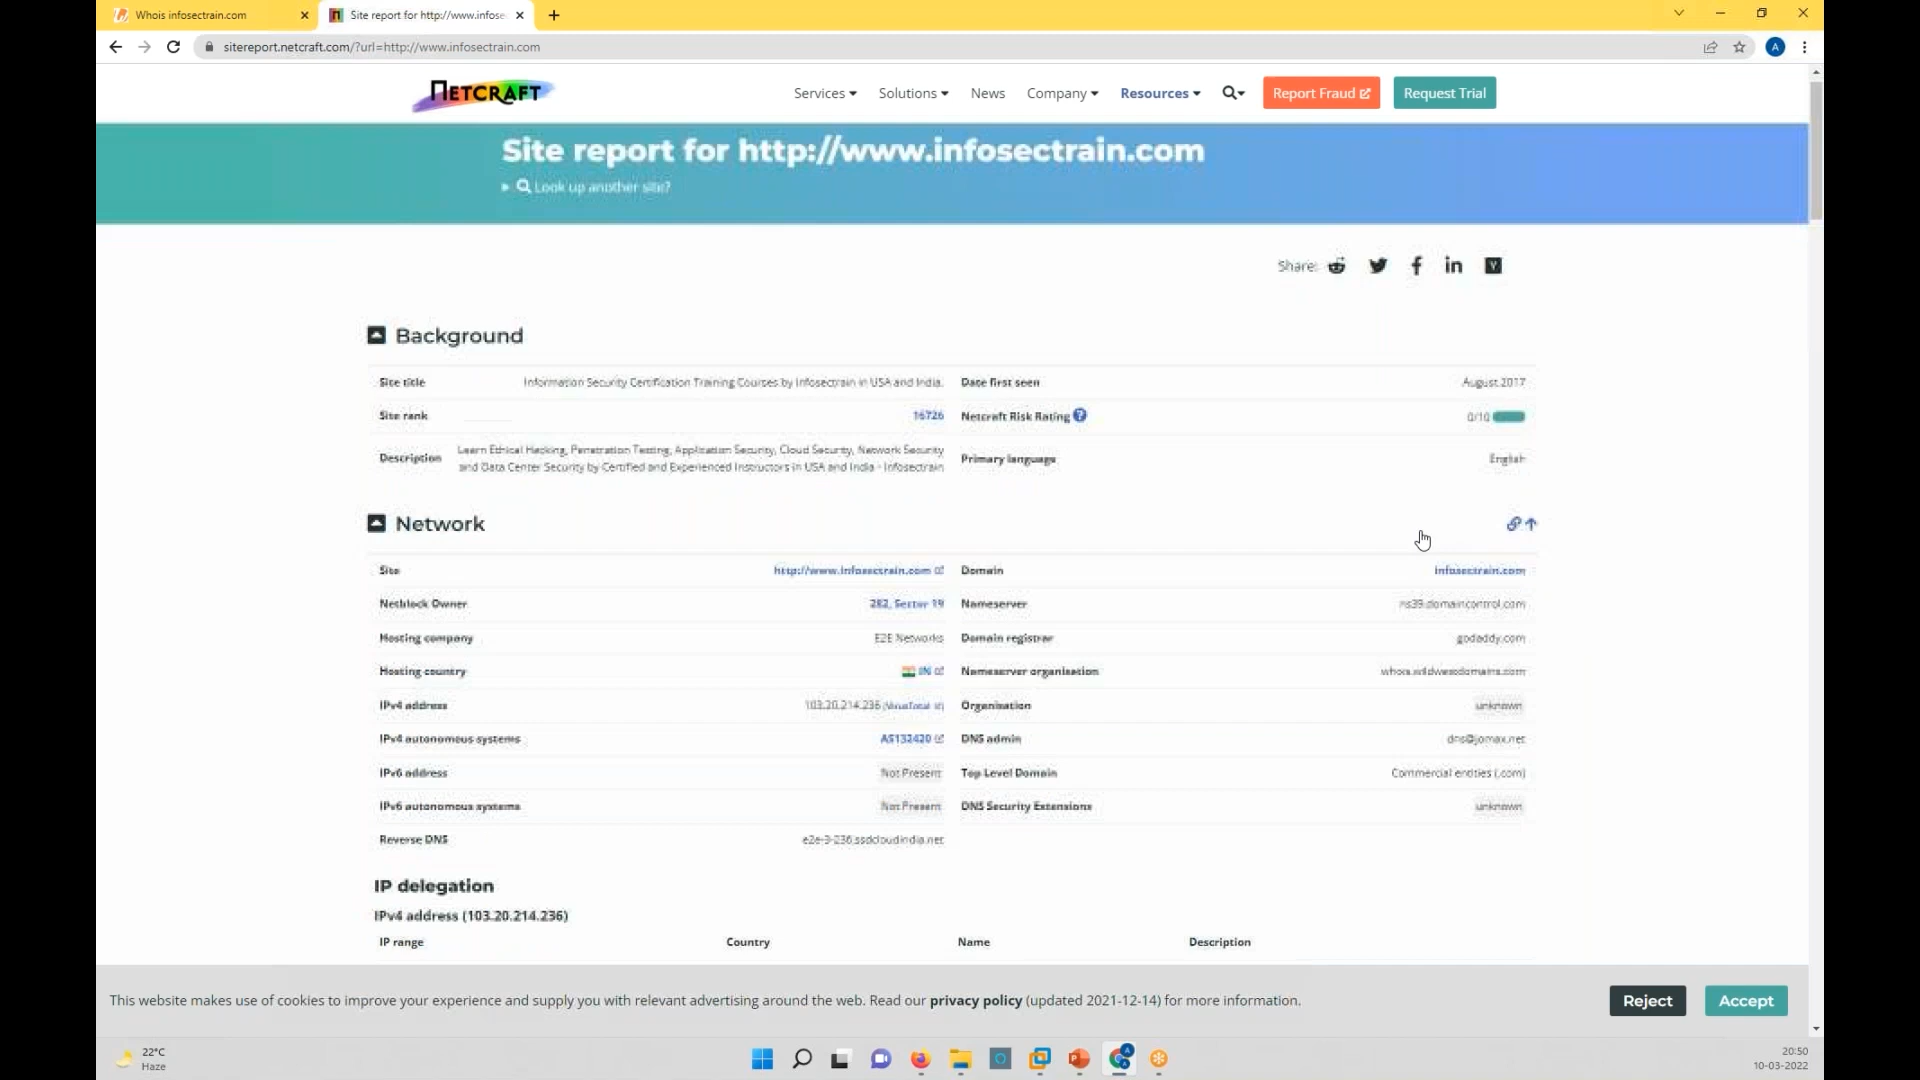 Whois infosectrain.com
Site report for http://www.infose
sitereport.netcraft.com/?url=http://www.infosectrain.com
A
NETCRAFT
Services
Solutions
News
Company
Resources
Report Fraud
Request Trial
Site report for http://www.infosectrain.com
Look up another site?
Share:
Background
Site title Information Security Certification Training Courses by Infosectrain in USA and India. Date first seen August 2017
Site rank 16726 Netcraft Risk Rating 0/10
Description Learn Ethical Hacking, Penetration Testing, Application Security, Cloud Security, Network Security
and Data Center Security by Certified and Experienced Instructors in USA and India - Infosectrain Primary language English
Network
Site http://www.infosectrain.com Domain infosectrain.com
Netblock Owner 282, Sector 19 Nameserver ns39.domaincontrol.com
Hosting company E2E Networks Domain registrar godaddy.com
Hosting country IN Nameserver organisation whois.wildwestdomains.com
IPv4 address 103.20.214.236 (VirusTotal) Organisation unknown
IPv4 autonomous systems AS132420 DNS admin dns@jomax.net
IPv6 address Not Present Top Level Domain Commercial entities (.com)
IPv6 autonomous systems Not Present DNS Security Extensions unknown
Reverse DNS e2e-3-236.ssdcloudindia.net
IP delegation
IPv4 address (103.20.214.236)
IP range Country Name Description
This website makes use of cookies to improve your experience and supply you with relevant advertising around the web. Read our privacy policy (updated 2021-12-14) for more information.
Reject
Accept
22°C
Haze
20:50
10-03-2022